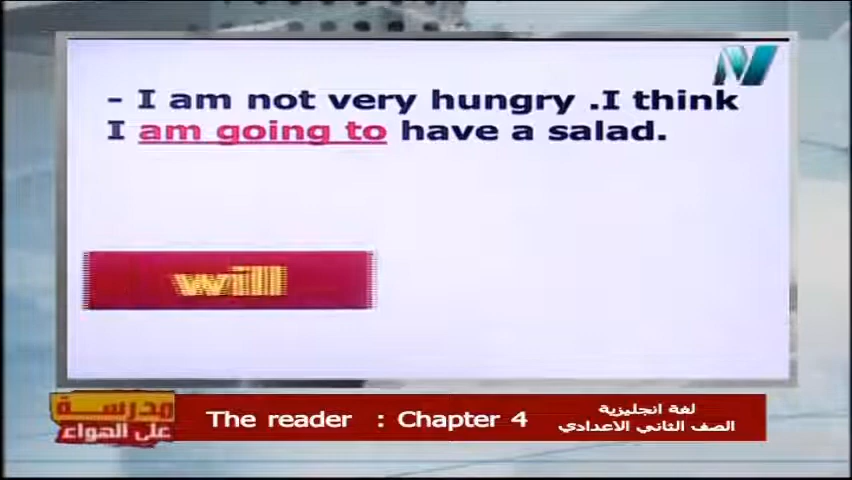 - I am not very hungry .I think
I am going to have a salad.
will
مدرسة
على الهواء
The reader : Chapter 4
لغة انجليزية
الصف الثاني الاعدادي